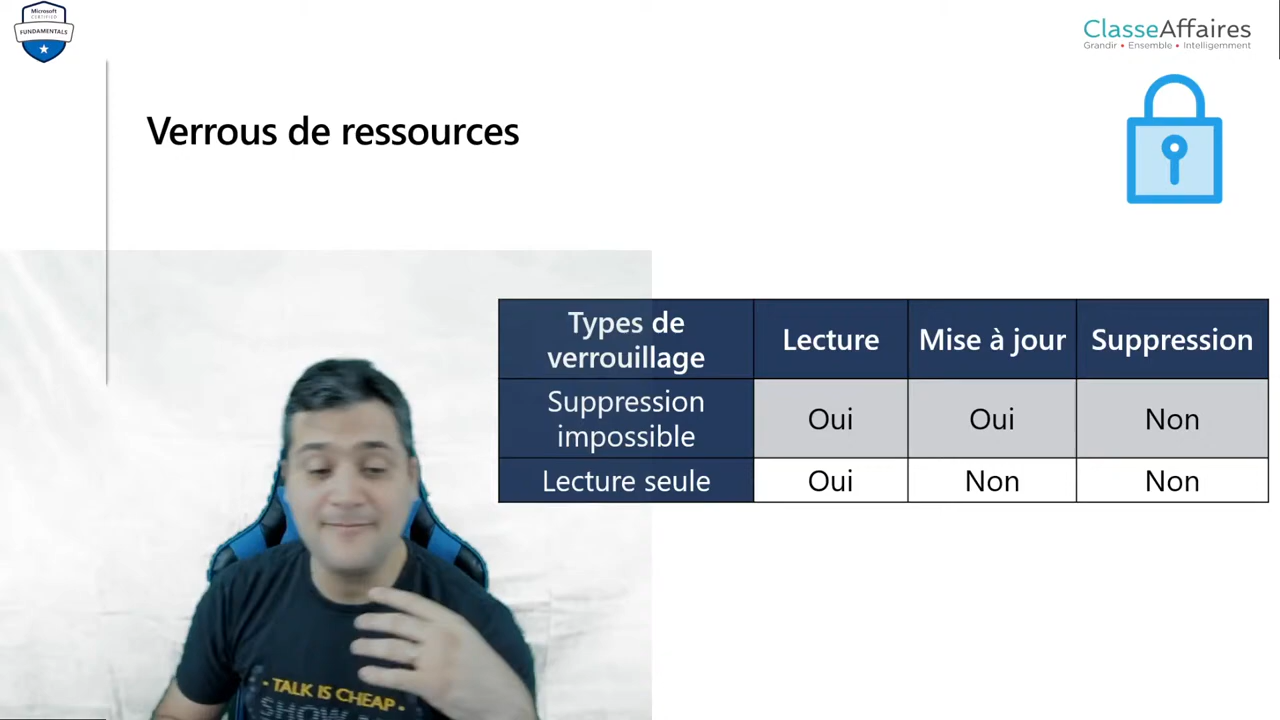 Microsoft
CERTIFIED
FUNDAMENTALS
ClasseAffaires
Grandir • Ensemble • Intelligemment
Verrous de ressources
Types de verrouillage Lecture Mise à jour Suppression
Suppression impossible Oui Oui Non
Lecture seule Oui Non Non
- TALK IS CHEAP -